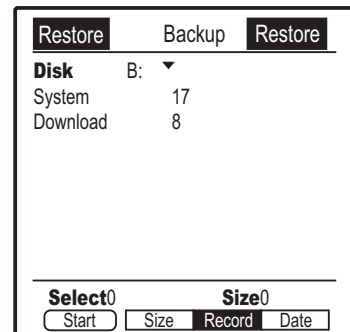 Restore Backup Restore
Disk B:
System 17
Download 8
Select0 Size0
Start Size Record Date